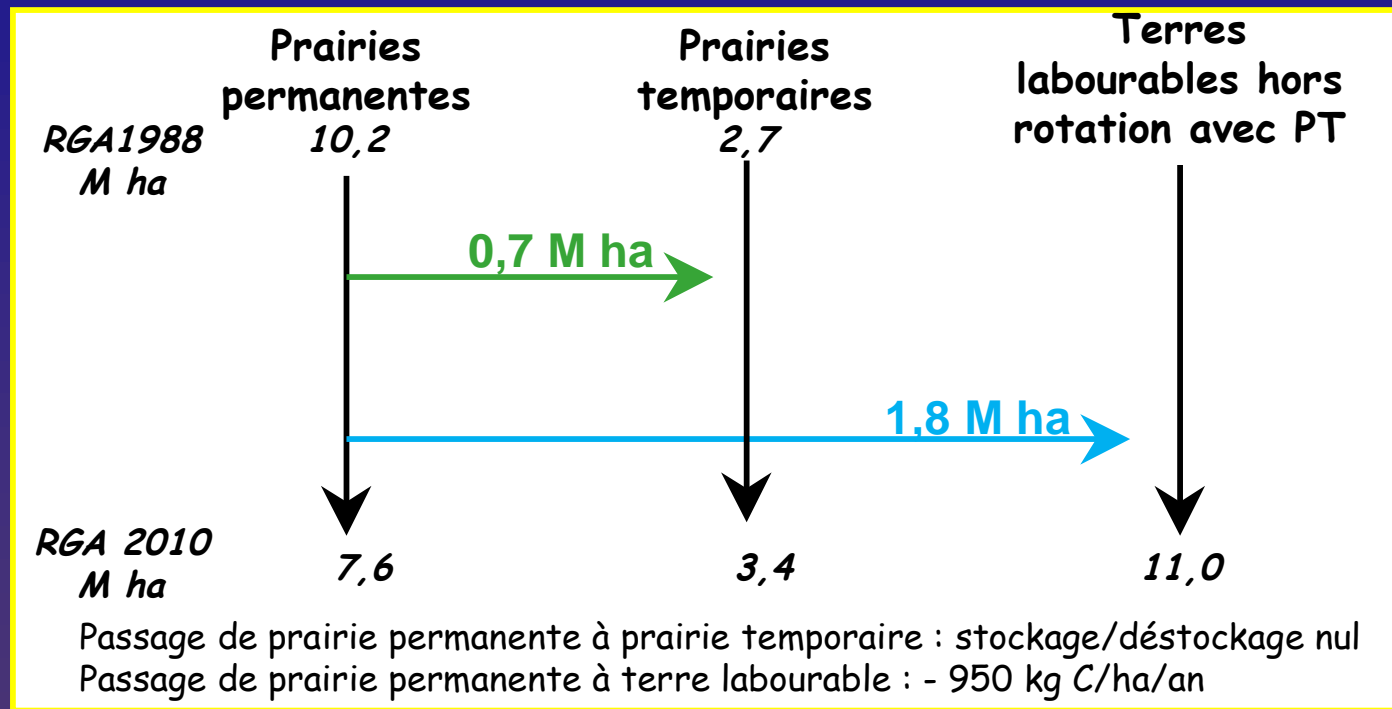 Prairies
permanentes
Prairies
temporaires
Terres
labourables hors
rotation avec PT
RGA1988
M ha
10,2
2,7
0,7 M ha
1,8 M ha
RGA 2010
M ha
7,6
3,4
11,0
Passage de prairie permanente à prairie temporaire : stockage/déstockage nul
Passage de prairie permanente à terre labourable : - 950 kg C/ha/an